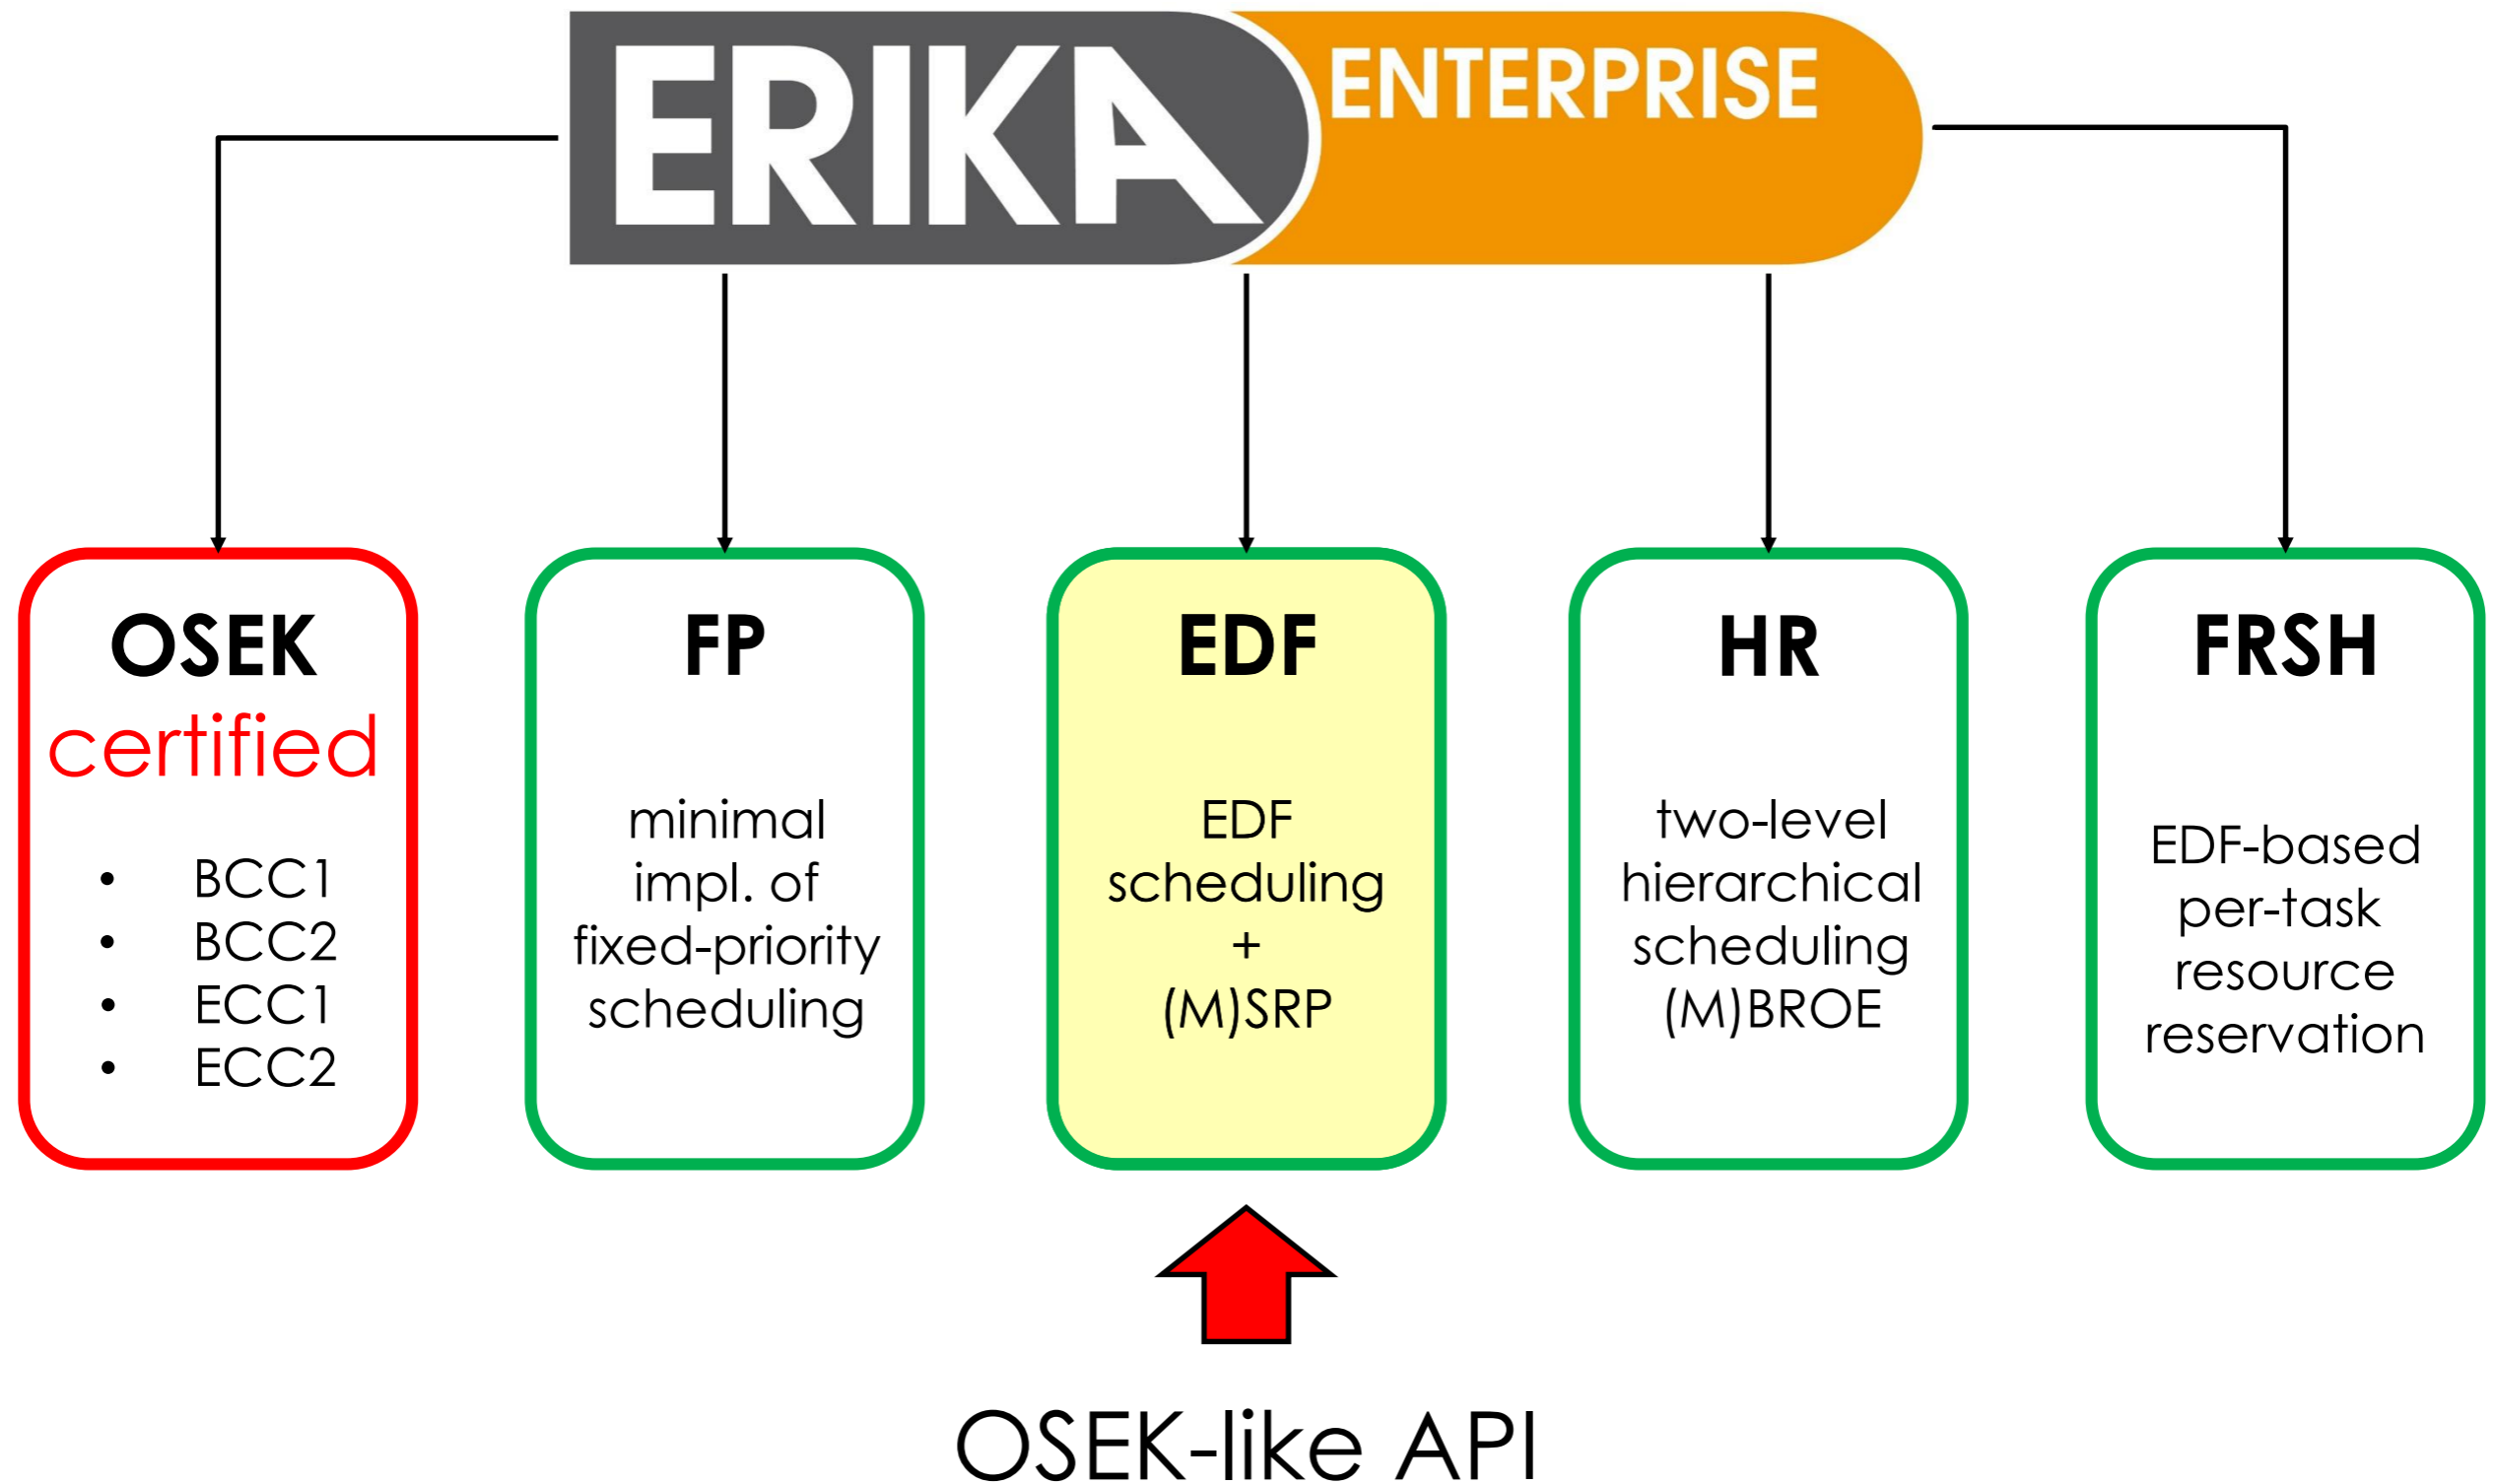 ERIKA ENTERPRISE
OSEK
certified
• BCC1
• BCC2
• ECC1
• ECC2
FP
minimal
impl. of
fixed-priority
scheduling
EDF
EDF
scheduling
+
(M)SRP
HR
two-level
hierarchical
scheduling
(M)BROE
FRSH
EDF-based
per-task
resource
reservation
OSEK-like API